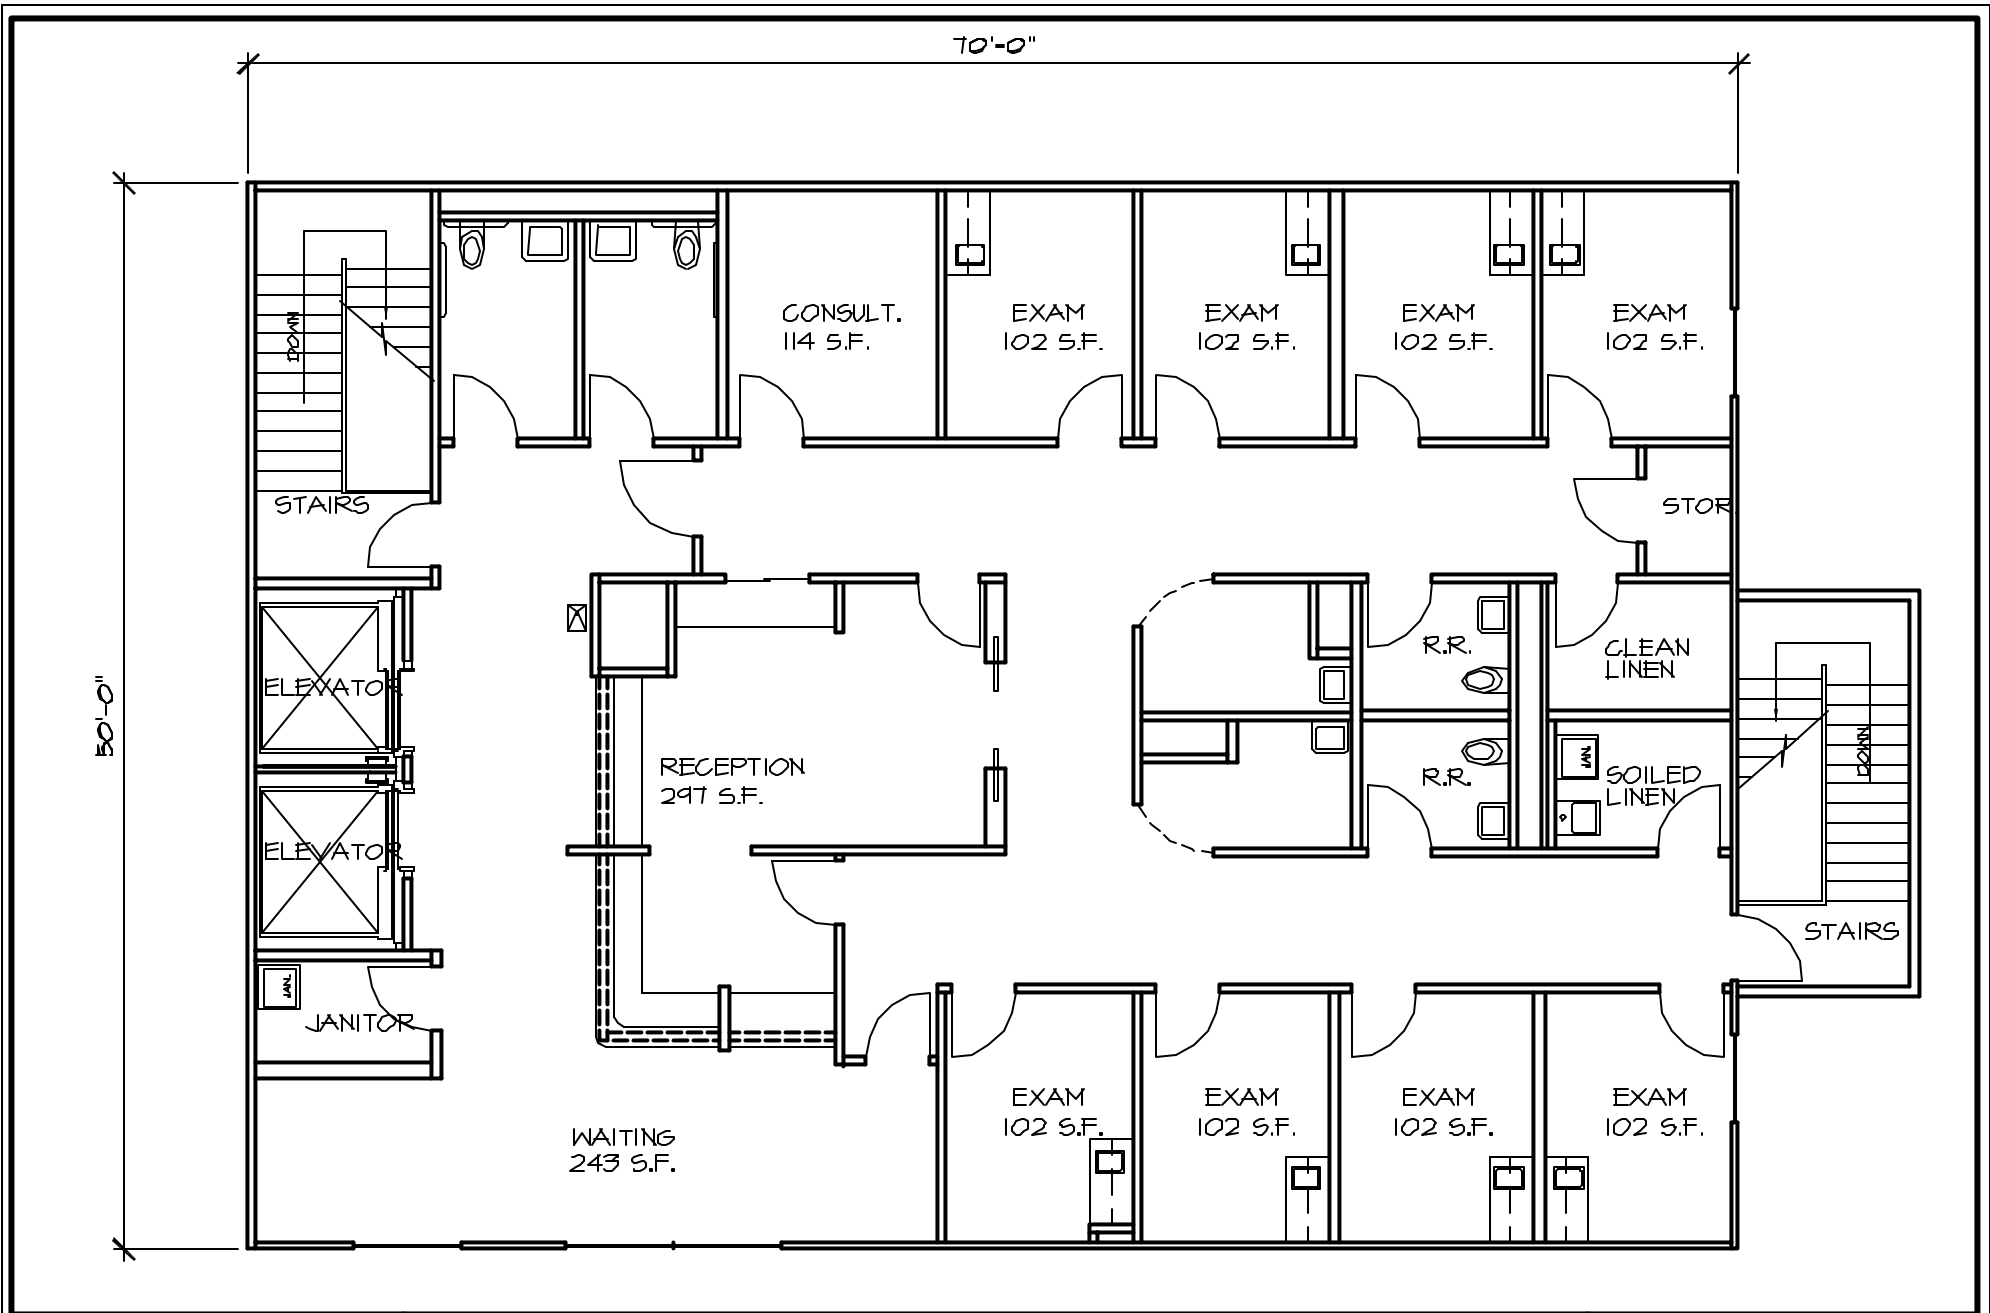 70'-0"
50'-0"
CONSULT.
114 S.F.
EXAM
102 S.F.
EXAM
102 S.F.
EXAM
102 S.F.
EXAM
102 S.F.
DOWN
STAIRS
STOR
R.R.
CLEAN
LINEN
ELEVATOR
RECEPTION
297 S.F.
R.R.
JAN.
SOILED
LINEN
DOWN
ELEVATOR
STAIRS
JAN.
JANITOR
EXAM
102 S.F.
EXAM
102 S.F.
EXAM
102 S.F.
EXAM
102 S.F.
WAITING
243 S.F.